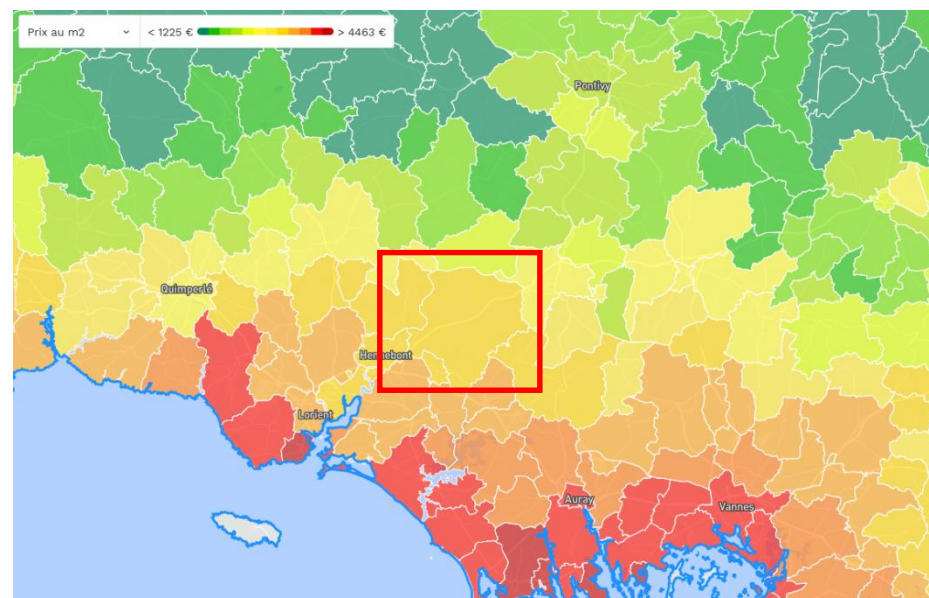 Prix au m2
< 1225 € > 4463 €
Pontivy
Quimperlé
Hennebont
Lorient
Auray
Vannes